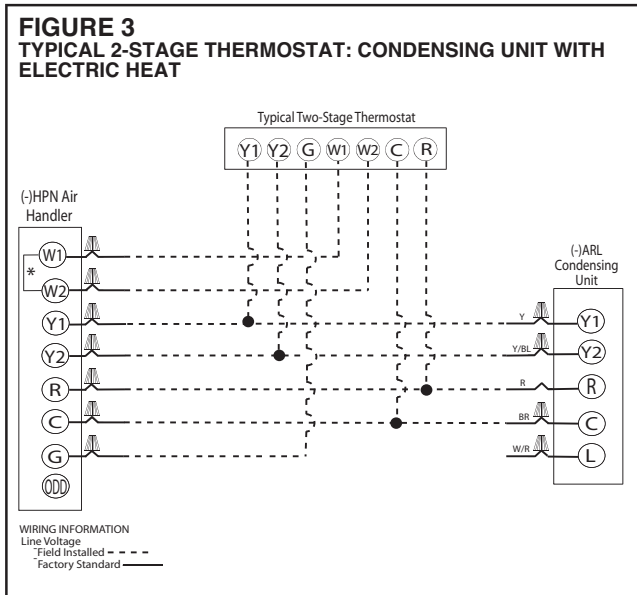 FIGURE 3
TYPICAL 2-STAGE THERMOSTAT: CONDENSING UNIT WITH
ELECTRIC HEAT
Typical Two-Stage Thermostat
Y1 Y2 G W1 W2 C R
(-)HPN Air
Handler
W1
*
W2
Y1
Y2
R
C
G
ODD
(-)ARL
Condensing
Unit
Y Y1
Y/BL Y2
R R
BR C
W/R L
WIRING INFORMATION
Line Voltage
-Field Installed
-Factory Standard